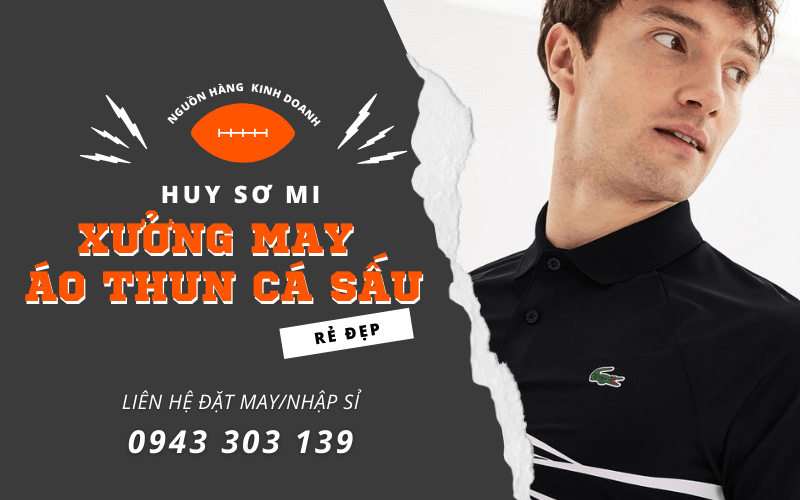 NGUỒN HÀNG KINH DOANH
HUY SƠ MI
XƯỞNG MAY
ÁO THUN CÁ SẤU
RẺ ĐẸP
LIÊN HỆ ĐẶT MAY/NHẬP SỈ
0943 303 139